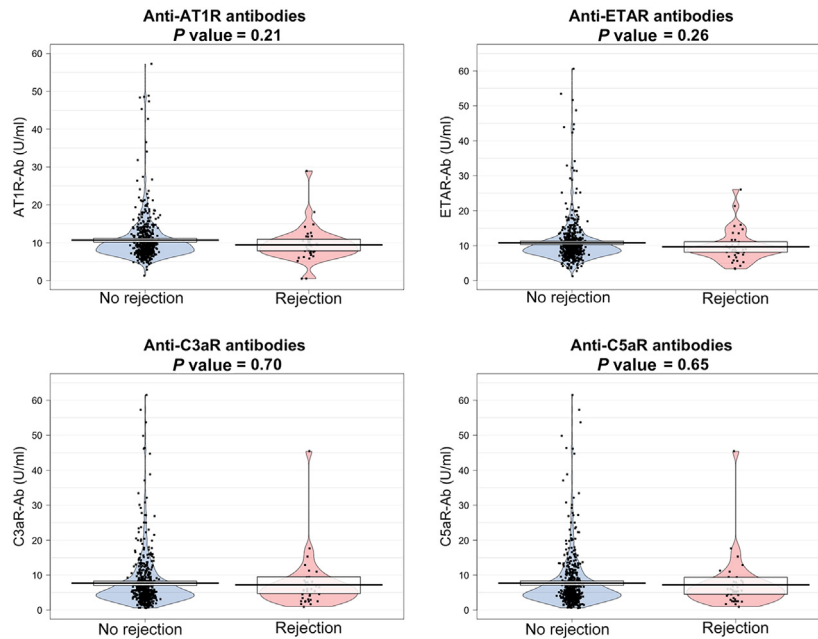 Anti-AT1R antibodies
P value = 0.21
AT1R-Ab (U/ml)
60
50
40
30
20
10
0
No rejection
Rejection
Anti-ETAR antibodies
P value = 0.26
ETAR-Ab (U/ml)
60
50
40
30
20
10
0
No rejection
Rejection
Anti-C3aR antibodies
P value = 0.70
C3aR-Ab (U/ml)
60
50
40
30
20
10
0
No rejection
Rejection
Anti-C5aR antibodies
P value = 0.65
C5aR-Ab (U/ml)
60
50
40
30
20
10
0
No rejection
Rejection